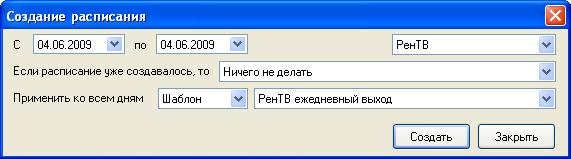 Создание расписания
С 04.06.2009 по 04.06.2009 РенТВ
Если расписание уже создавалось, то Ничего не делать
Применить ко всем дням Шаблон РенТВ ежедневный выход
Создать Закрыть